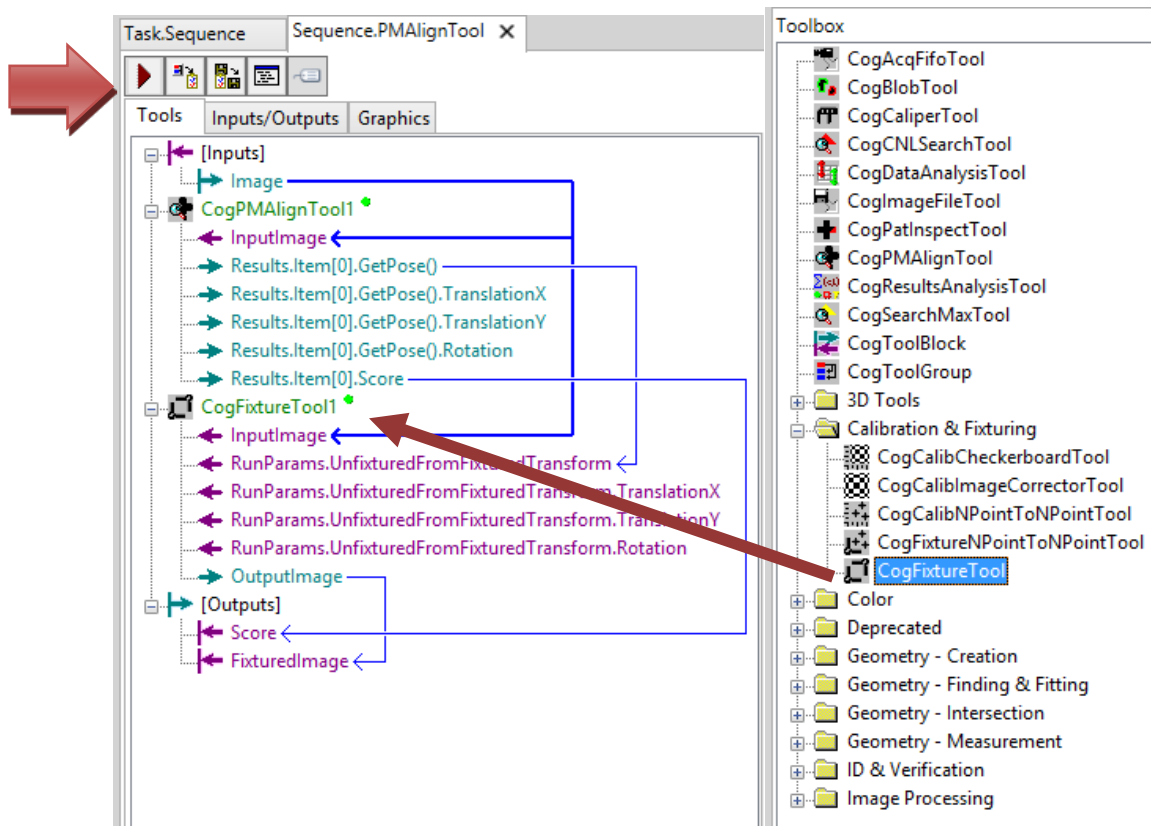 Task.Sequence
Sequence.PMAlignTool X
Tools
Inputs/Outputs
Graphics
[Inputs]
Image
CogPMAlignTool1
InputImage
Results.Item[0].GetPose()
Results.Item[0].GetPose().TranslationX
Results.Item[0].GetPose().TranslationY
Results.Item[0].GetPose().Rotation
Results.Item[0].Score
CogFixtureTool1
InputImage
RunParams.UnfixturedFromFixturedTransform
RunParams.UnfixturedFromFixturedTransform.TranslationX
RunParams.UnfixturedFromFixturedTransform.TranslationY
RunParams.UnfixturedFromFixturedTransform.Rotation
OutputImage
[Outputs]
Score
FixturedImage
Toolbox
CogAcqFifoTool
CogBlobTool
CogCaliperTool
CogCNLSearchTool
CogDataAnalysisTool
CogImageFileTool
CogPatInspectTool
CogPMAlignTool
CogResultsAnalysisTool
CogSearchMaxTool
CogToolBlock
CogToolGroup
3D Tools
Calibration & Fixturing
CogCalibCheckerboardTool
CogCalibImageCorrectorTool
CogCalibNPointToNPointTool
CogFixtureNPointToNPointTool
CogFixtureTool
Color
Deprecated
Geometry - Creation
Geometry - Finding & Fitting
Geometry - Intersection
Geometry - Measurement
ID & Verification
Image Processing